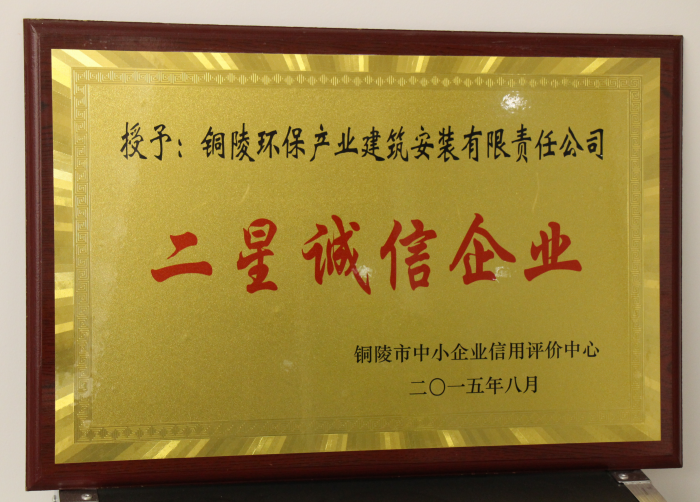 授予：铜陵环保产业建筑安装有限责任公司
二星诚信企业
铜陵市中小企业信用评价中心
二〇一五年八月